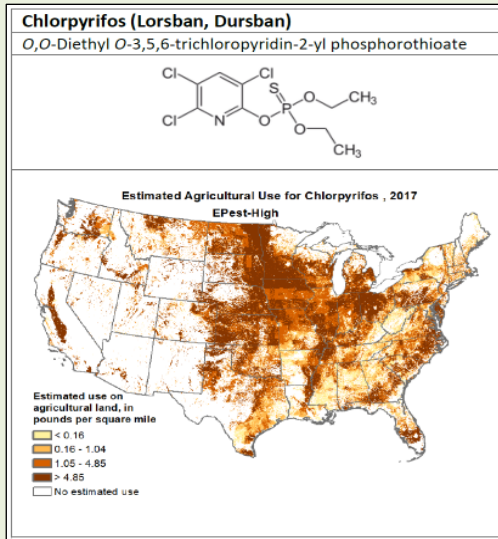 Chlorpyrifos (Lorsban, Dursban)
O,O-Diethyl O-3,5,6-trichloropyridin-2-yl phosphorothioate
Cl
Cl
S
O
CH3
Cl
N
O
P
O
CH3
Estimated Agricultural Use for Chlorpyrifos , 2017
EPest-High
Estimated use on
agricultural land, in
pounds per square mile
< 0.16
0.16 - 1.04
1.05 - 4.85
> 4.85
No estimated use